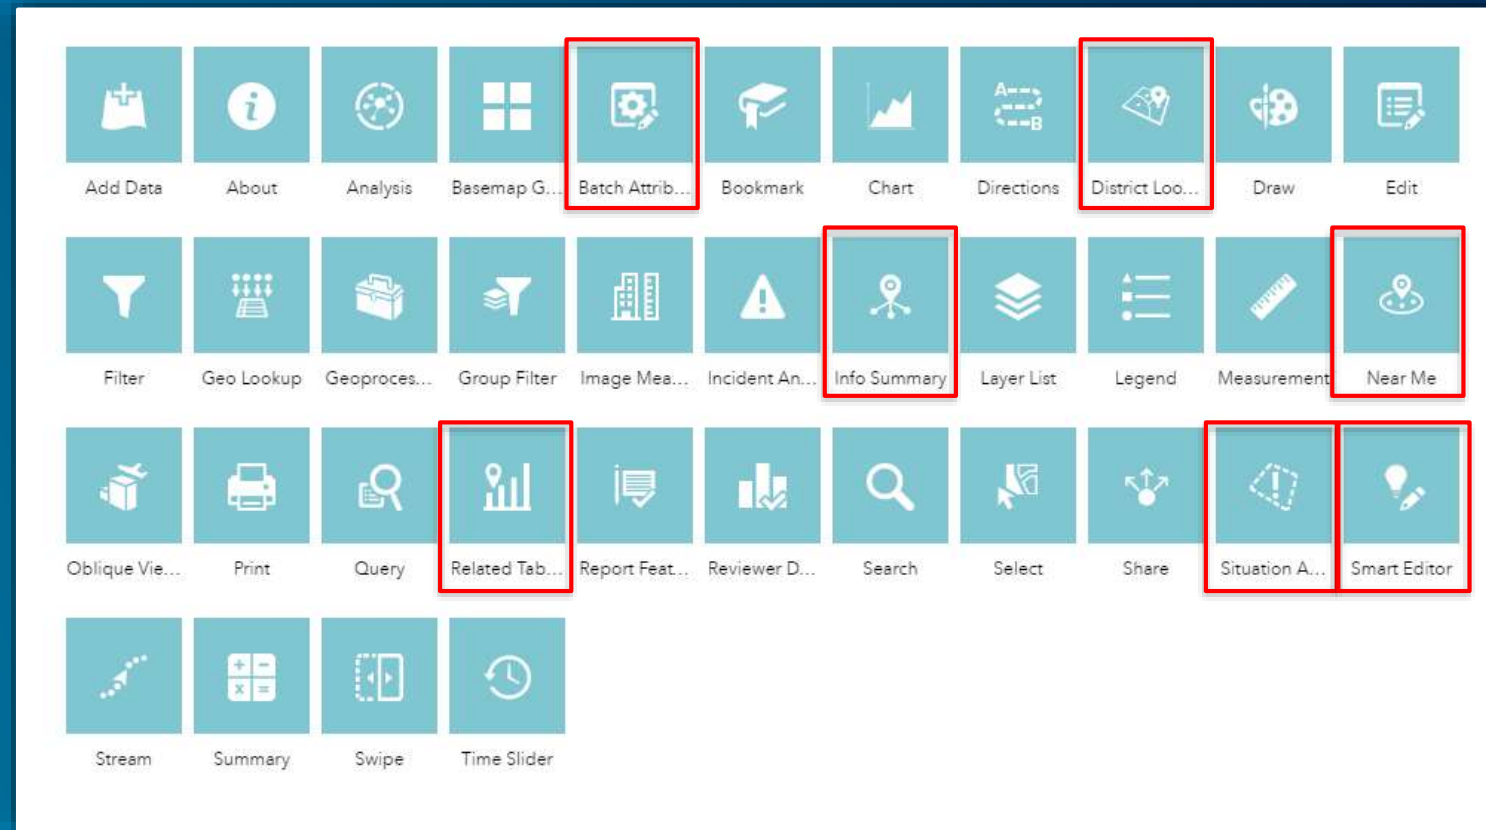 A
B
Add Data
About
Analysis
Basemap G...
Batch Attrib...
Bookmark
Chart
Directions
District Loo...
Draw
Edit
Filter
Geo Lookup
Geoproces...
Group Filter
Image Mea...
Incident An...
Info Summary
Layer List
Legend
Measurement
Near Me
Oblique Vie...
Print
Query
Related Tab...
Report Feat...
Reviewer D...
Search
Select
Share
Situation A...
Smart Editor
Stream
Summary
Swipe
Time Slider